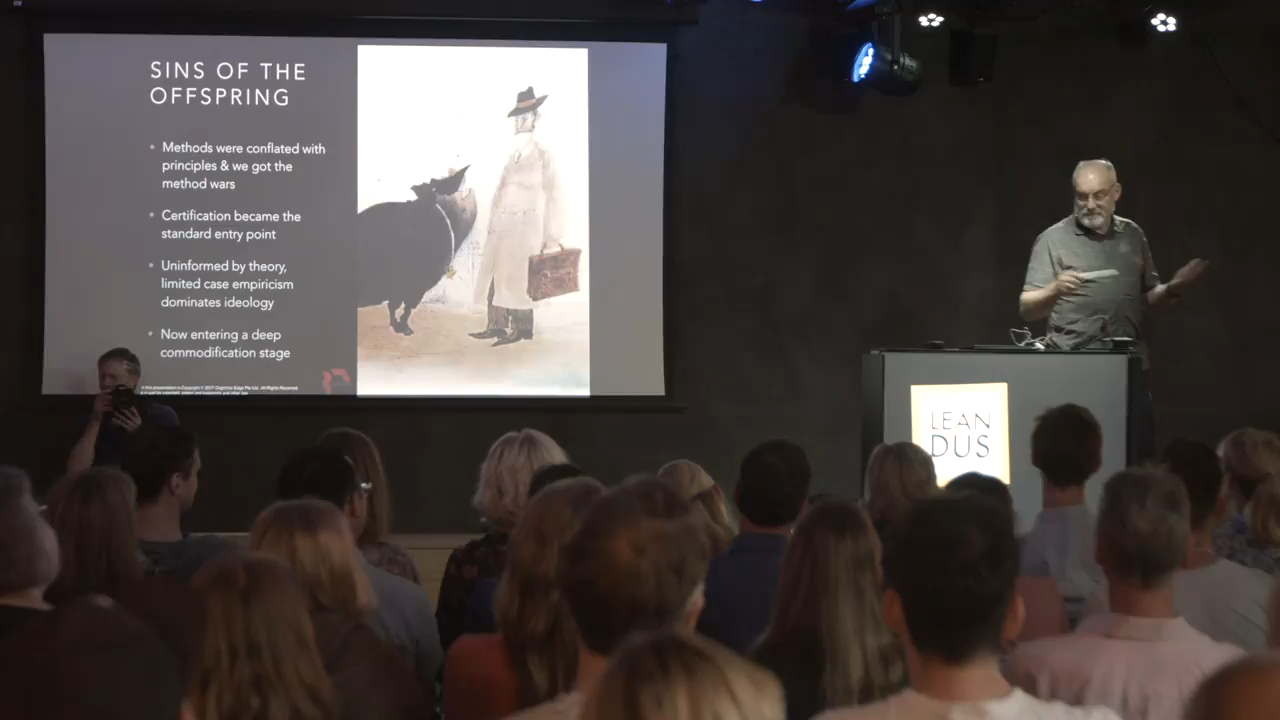 SINS OF THE
OFFSPRING
Methods were conflated with
principles & we got the
method wars
Certification became the
standard entry point
Uninformed by theory,
limited case empiricism
dominates ideology
Now entering a deep
commodification stage
LEAN
DUS